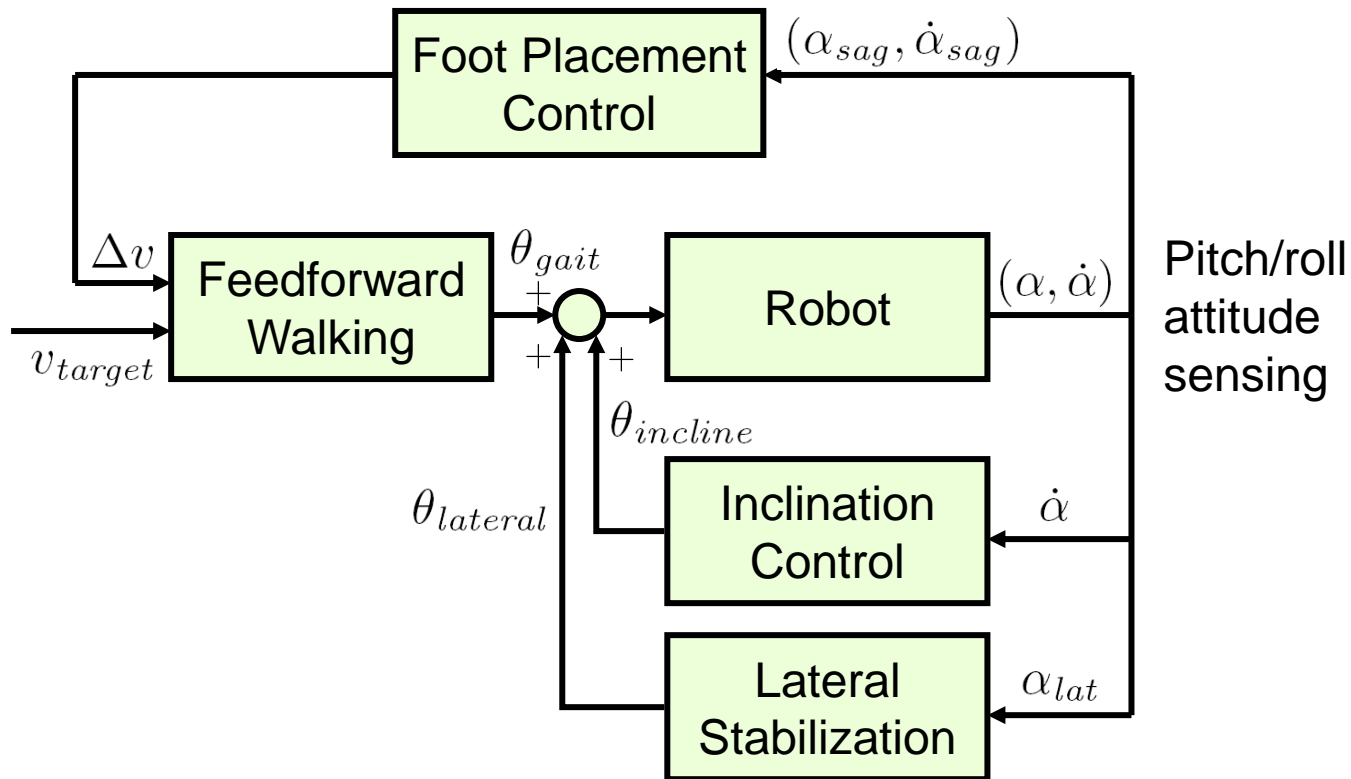 Foot Placement
Control
(α_sag, α̇_sag)
Δv
Feedforward
Walking
v_target
θ_gait
+
+
+
Robot
(α, α̇)
Pitch/roll
attitude
sensing
θ_incline
θ_lateral
Inclination
Control
α̇
Lateral
Stabilization
α_lat